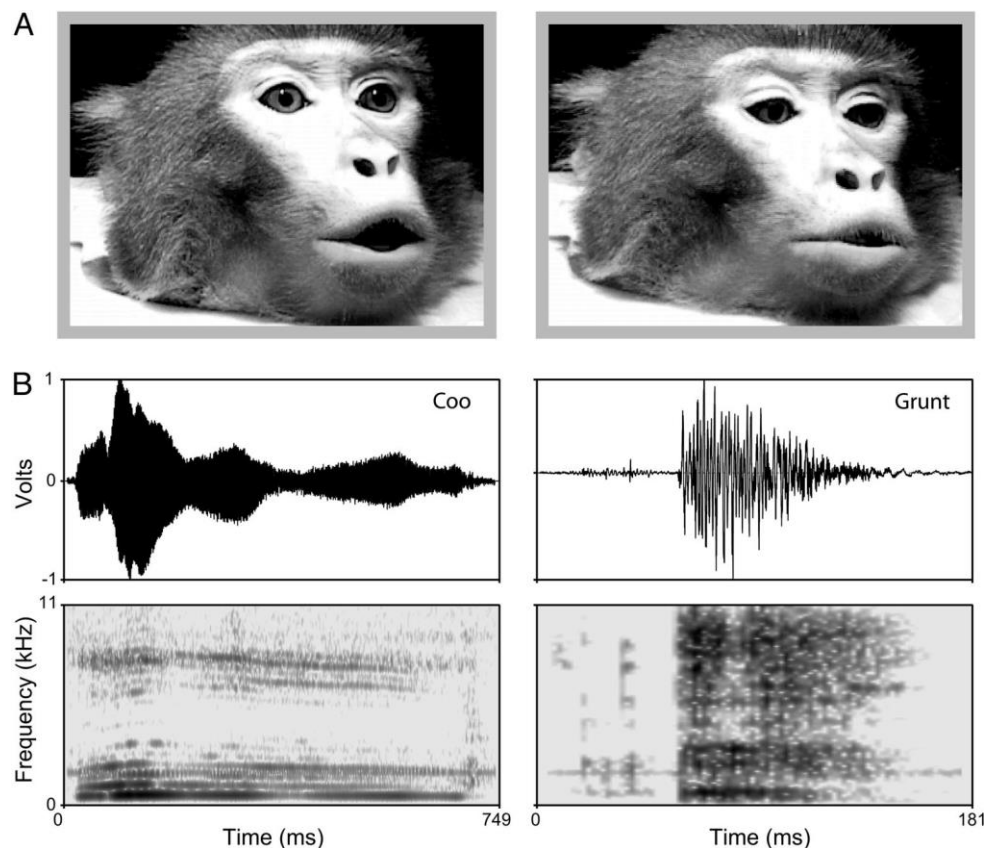 A
B
1
Coo
Grunt
Volts
0
-1
11
Frequency (kHz)
0
0
749
0
181
Time (ms)
Time (ms)